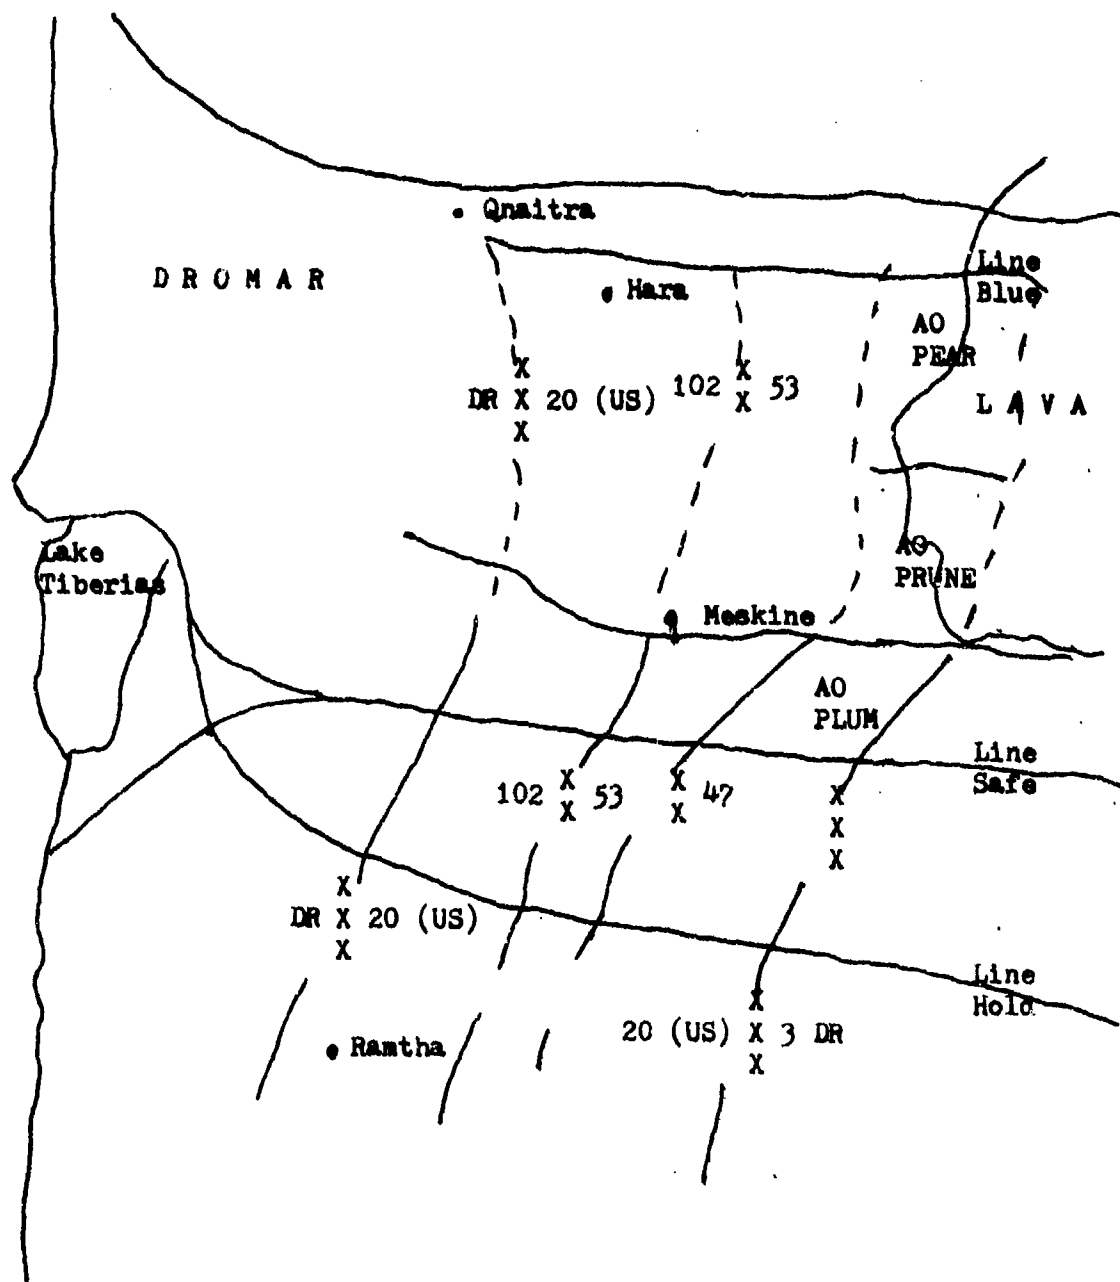 Qnaitra
DROMAR
Line
Blue
Hara
AO
PEAR
X
DR X 20 (US)
X
102 X 53
X
LAVA
Lake
Tiberias
AO
PRUNE
Meskine
AO
PLUM
Line
Safe
102 X 53
X
X 47
X
X
X
X
X
DR X 20 (US)
X
Line
Hold
X
20 (US) X 3 DR
X
Ramtha